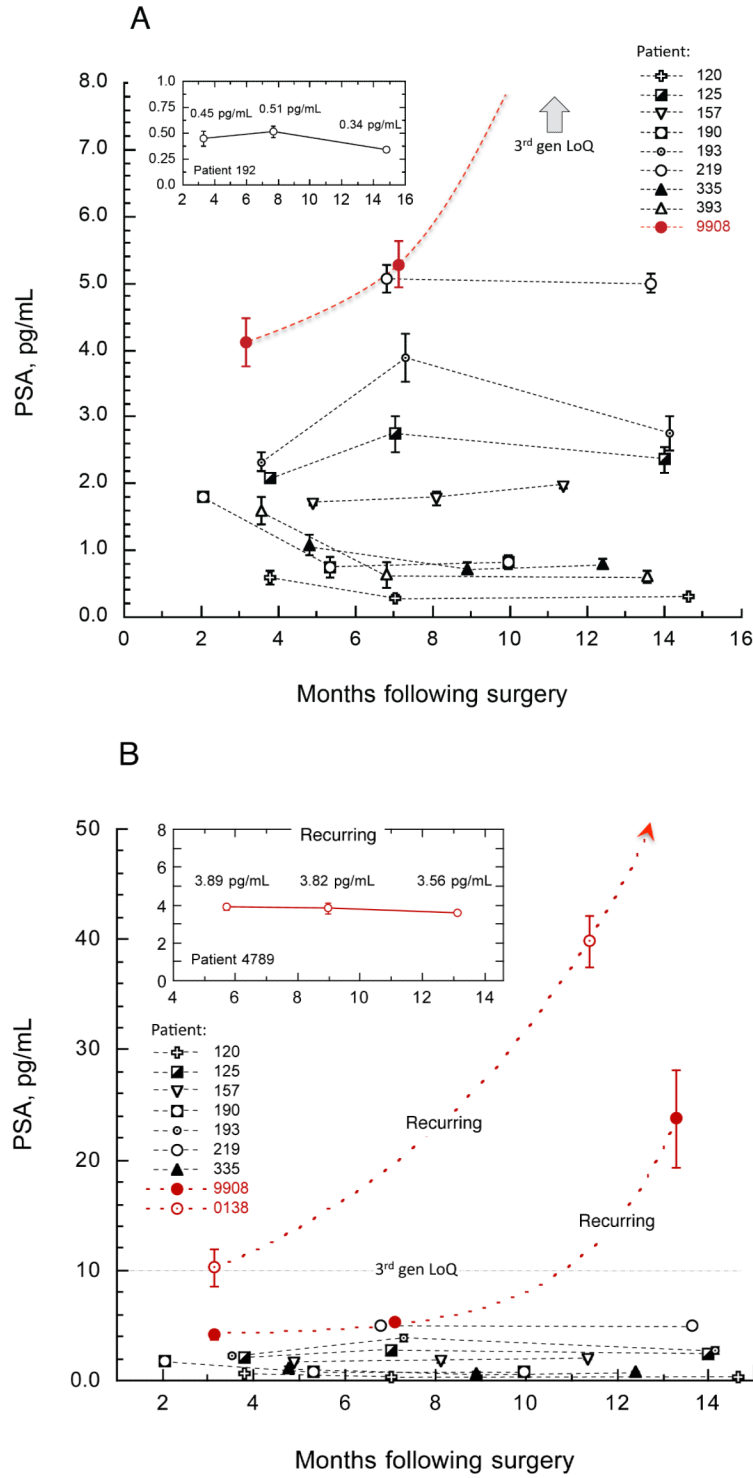 A
Patient:
120
125
157
190
193
219
335
393
9908
8.0
7.0
6.0
5.0
4.0
3.0
2.0
1.0
0.0
PSA, pg/mL
1.0
0.75
0.50
0.25
0.0
0.45 pg/mL
0.51 pg/mL
0.34 pg/mL
Patient 192
2 4 6 8 10 12 14 16
3rd gen LoQ
0 2 4 6 8 10 12 14 16
Months following surgery
B
50
40
30
20
10
0.0
PSA, pg/mL
8
6
4
2
0
Recurring
3.89 pg/mL
3.82 pg/mL
3.56 pg/mL
Patient 4789
4 6 8 10 12 14
Patient:
120
125
157
190
193
219
335
9908
0138
Recurring
Recurring
3rd gen LoQ
2 4 6 8 10 12 14
Months following surgery